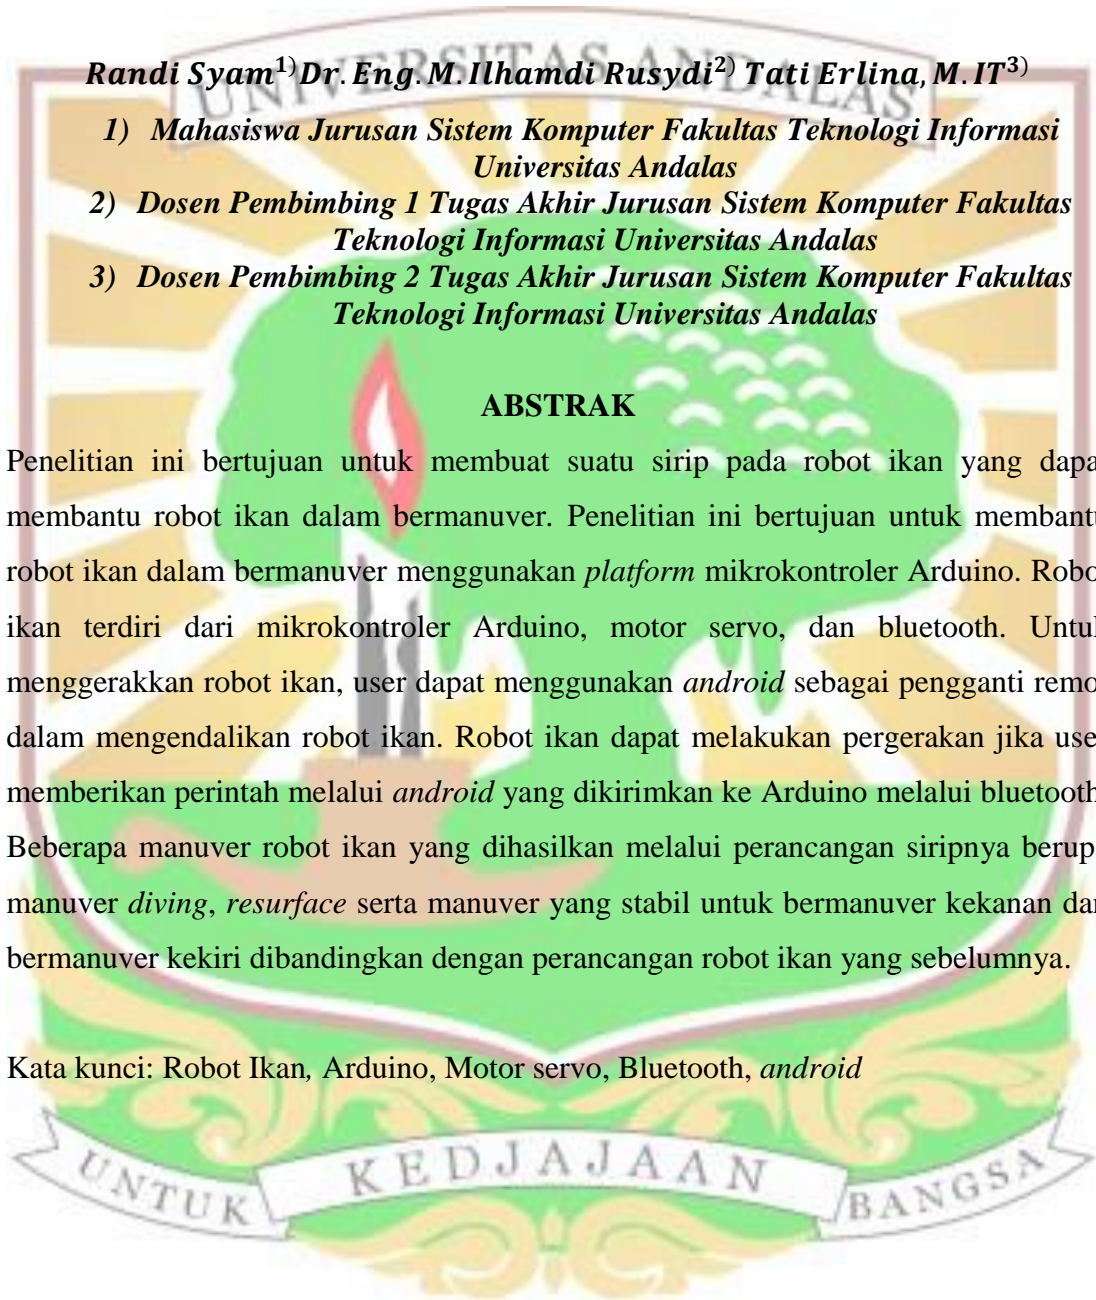 UNIVERSITAS ANDALAS
Randi Syam¹⁾Dr. Eng. M. Ilhamdi Rusydi²⁾ Tati Erlina, M. IT³⁾
1) Mahasiswa Jurusan Sistem Komputer Fakultas Teknologi Informasi
Universitas Andalas
2) Dosen Pembimbing 1 Tugas Akhir Jurusan Sistem Komputer Fakultas
Teknologi Informasi Universitas Andalas
3) Dosen Pembimbing 2 Tugas Akhir Jurusan Sistem Komputer Fakultas
Teknologi Informasi Universitas Andalas
ABSTRAK
Penelitian ini bertujuan untuk membuat suatu sirip pada robot ikan yang dapa
membantu robot ikan dalam bermanuver. Penelitian ini bertujuan untuk membantu
robot ikan dalam bermanuver menggunakan platform mikrokontroler Arduino. Robo
ikan terdiri dari mikrokontroler Arduino, motor servo, dan bluetooth. Untuk
menggerakkan robot ikan, user dapat menggunakan android sebagai pengganti remo
dalam mengendalikan robot ikan. Robot ikan dapat melakukan pergerakan jika use
memberikan perintah melalui android yang dikirimkan ke Arduino melalui bluetooth
Beberapa manuver robot ikan yang dihasilkan melalui perancangan siripnya berup
manuver diving, resurface serta manuver yang stabil untuk bermanuver kekanan dan
bermanuver kekiri dibandingkan dengan perancangan robot ikan yang sebelumnya.
Kata kunci: Robot Ikan, Arduino, Motor servo, Bluetooth, android
UNTUK KEDJAJAAN BANGSA